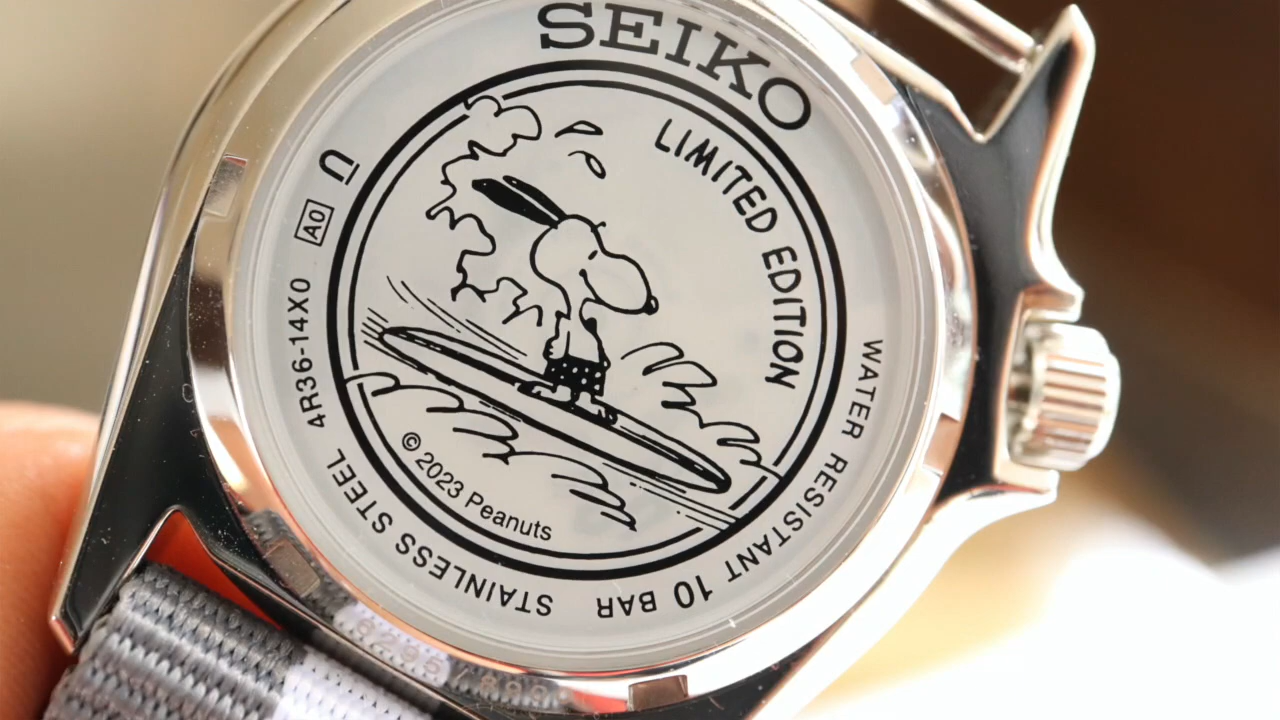 SEIKO
LIMITED EDITION
WATER RESISTANT 10 BAR
STAINLESS STEEL 4R36-14X0 A0
© 2023 Peanuts